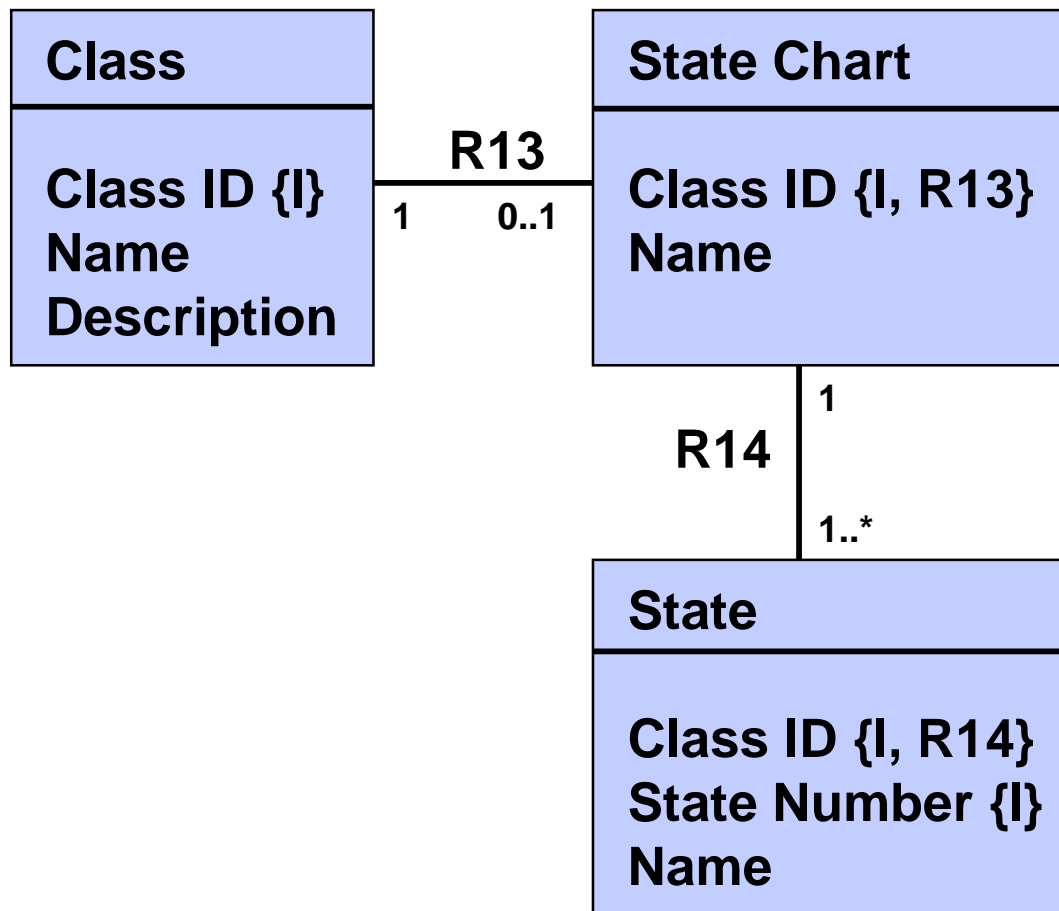 Class
Class ID {I}
Name
Description
R13
1
0..1
State Chart
Class ID {I, R13}
Name
1
R14
1..*
State
Class ID {I, R14}
State Number {I}
Name